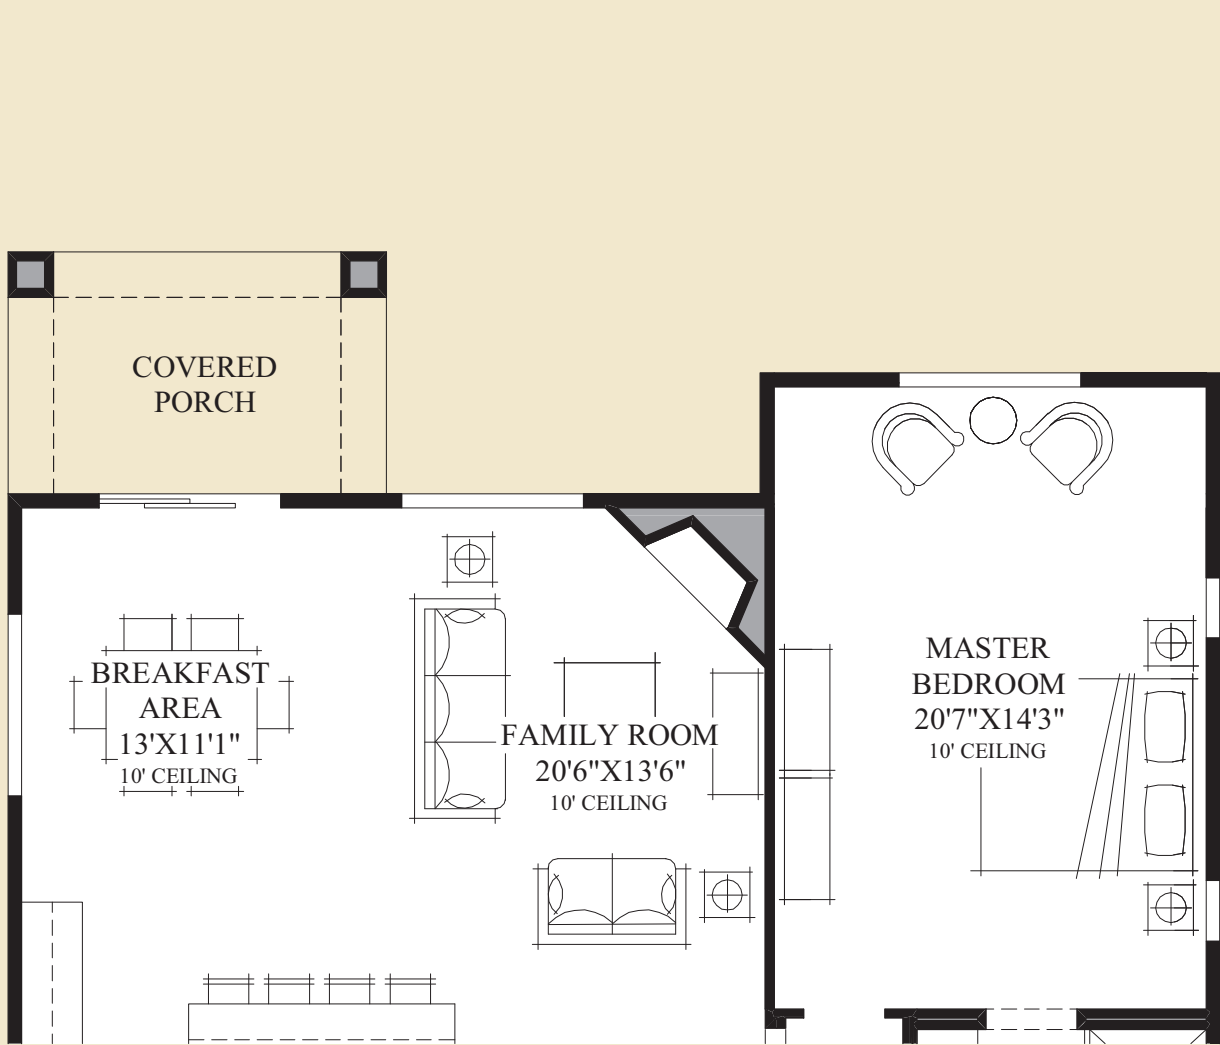 COVERED
PORCH
BREAKFAST
AREA
13'X11'1"
10' CEILING
FAMILY ROOM
20'6"X13'6"
10' CEILING
MASTER
BEDROOM
20'7"X14'3"
10' CEILING